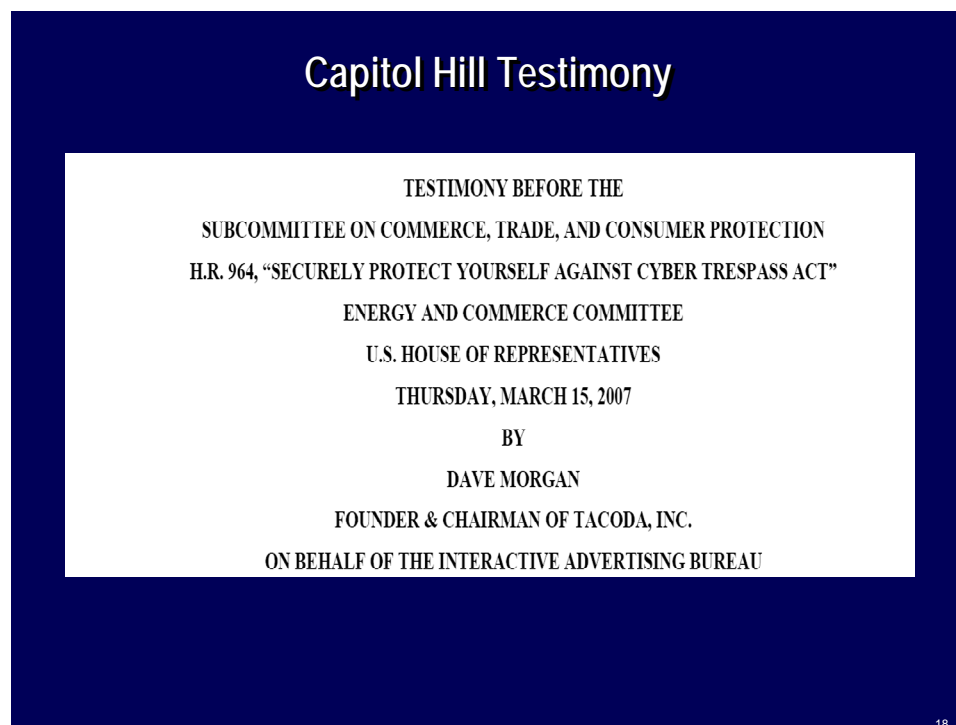 Capitol Hill Testimony
TESTIMONY BEFORE THE
SUBCOMMITTEE ON COMMERCE, TRADE, AND CONSUMER PROTECTION
H.R. 964, “SECURELY PROTECT YOURSELF AGAINST CYBER TRESPASS ACT”
ENERGY AND COMMERCE COMMITTEE
U.S. HOUSE OF REPRESENTATIVES
THURSDAY, MARCH 15, 2007
BY
DAVE MORGAN
FOUNDER & CHAIRMAN OF TACODA, INC.
ON BEHALF OF THE INTERACTIVE ADVERTISING BUREAU
18